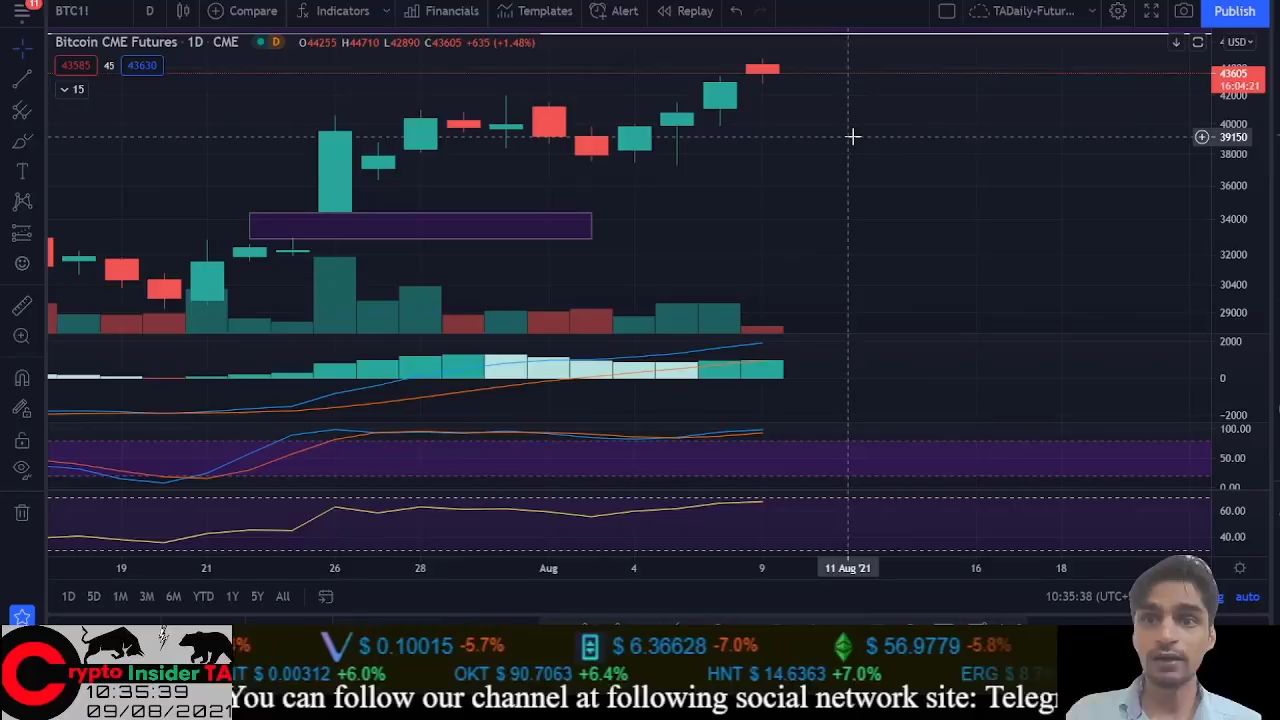 11
BTC1!
D
Compare
Indicators
Financials
Templates
Alert
Replay
TADaily-Futur...
Publish
Bitcoin CME Futures · 1D · CME
D
O44255 H44710 L42890 C43605 +635 (+1.48%)
USD
43585
45
43630
15
43605
16:04:21
42000
40000
39150
38000
36000
34000
32000
30400
29000
2000
0
-2000
100.00
50.00
0.00
60.00
40.00
19
21
26
28
Aug
4
9
11 Aug '21
16
18
1D
5D
1M
3M
6M
YTD
1Y
5Y
All
10:35:38 (UTC+5
auto
Crypto Insider TA
10:35:39
09/08/2021
$ 0.10015 -5.7%
$ 6.36628 -7.0%
$ 56.9779 -5.8%
$ 0.00312 +6.0%
OKT $ 90.7063 +6.4%
HNT $ 14.6363 +7.0%
ERG $ 8.7
You can follow our channel at following social network site: Telegr